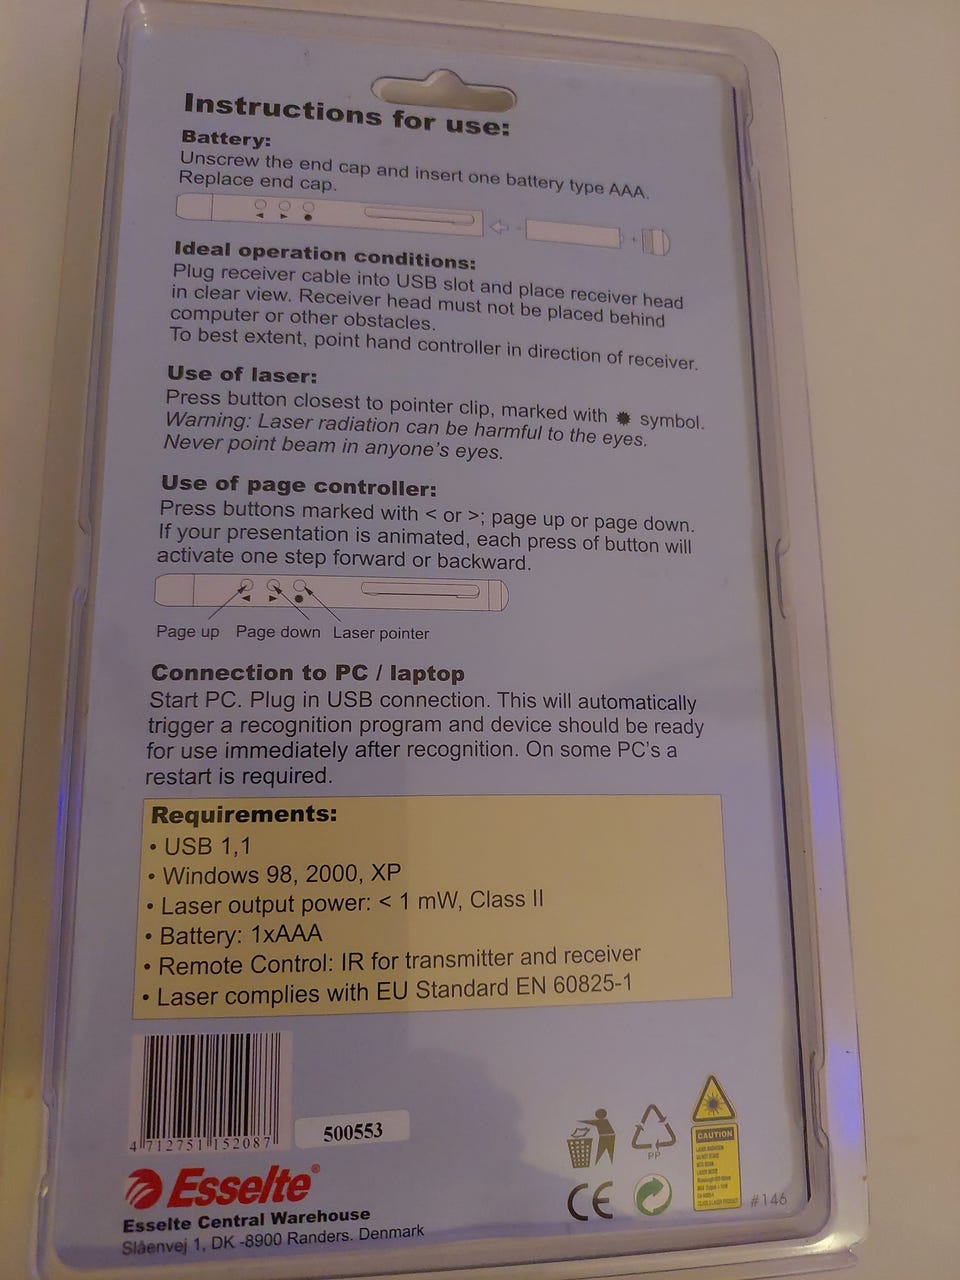 Instructions for use:
Battery:
Unscrew the end cap and insert one battery type AAA.
Replace end cap.
Ideal operation conditions:
Plug receiver cable into USB slot and place receiver head
in clear view. Receiver head must not be placed behind
computer or other obstacles.
To best extent, point hand controller in direction of receiver.
Use of laser:
Press button closest to pointer clip, marked with ✹ symbol.
Warning: Laser radiation can be harmful to the eyes.
Never point beam in anyone's eyes.
Use of page controller:
Press buttons marked with < or >; page up or page down.
If your presentation is animated, each press of button will
activate one step forward or backward.
Page up Page down Laser pointer
Connection to PC / laptop
Start PC. Plug in USB connection. This will automatically
trigger a recognition program and device should be ready
for use immediately after recognition. On some PC's a
restart is required.
Requirements:
• USB 1,1
• Windows 98, 2000, XP
• Laser output power: < 1 mW, Class II
• Battery: 1xAAA
• Remote Control: IR for transmitter and receiver
• Laser complies with EU Standard EN 60825-1
4 712751 152087
500553
PP
CAUTION
LASER RADIATION
DO NOT STARE
INTO BEAM
CE
#146
Esselte®
Esselte Central Warehouse
Slåenvej 1, DK -8900 Randers. Denmark